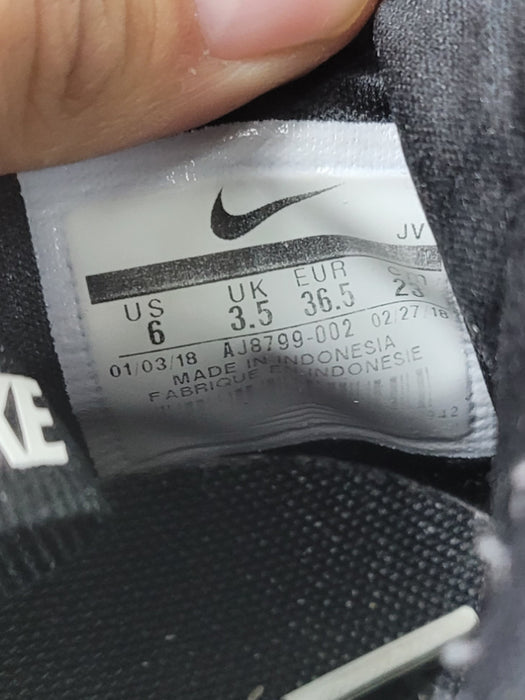 JV
US UK EUR CM
6 3.5 36.5 23
01/03/18 AJ8799-002 02/27/18
MADE IN INDONESIA
FABRIQUE EN INDONESIE
KE